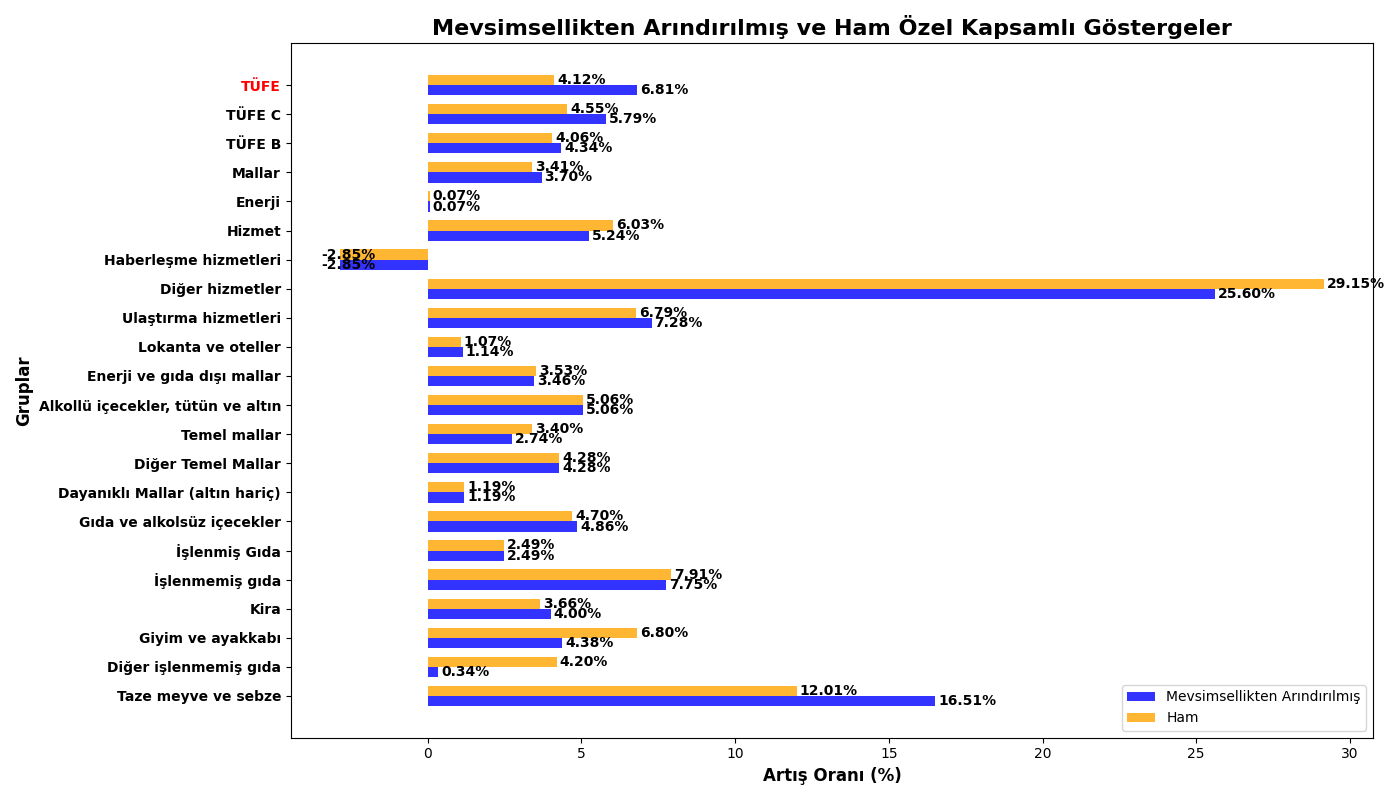 Mevsimsellikten Arındırılmış ve Ham Özel Kapsamlı Göstergeler
Gruplar
TÜFE 4.12% 6.81%
TÜFE C 4.55% 5.79%
TÜFE B 4.06% 4.34%
Mallar 3.41% 3.70%
Enerji 0.07% 0.07%
Hizmet 6.03% 5.24%
Haberleşme hizmetleri -2.85% -2.85%
Diğer hizmetler 29.15% 25.60%
Ulaştırma hizmetleri 6.79% 7.28%
Lokanta ve oteller 1.07% 1.14%
Enerji ve gıda dışı mallar 3.53% 3.46%
Alkollü içecekler, tütün ve altın 5.06% 5.06%
Temel mallar 3.40% 2.74%
Diğer Temel Mallar 4.28% 4.28%
Dayanıklı Mallar (altın hariç) 1.19% 1.19%
Gıda ve alkolsüz içecekler 4.70% 4.86%
İşlenmiş Gıda 2.49% 2.49%
İşlenmemiş gıda 7.91% 7.75%
Kira 3.66% 4.00%
Giyim ve ayakkabı 6.80% 4.38%
Diğer işlenmemiş gıda 4.20% 0.34%
Taze meyve ve sebze 12.01% 16.51%
Mevsimsellikten Arındırılmış
Ham
0 5 10 15 20 25 30
Artış Oranı (%)